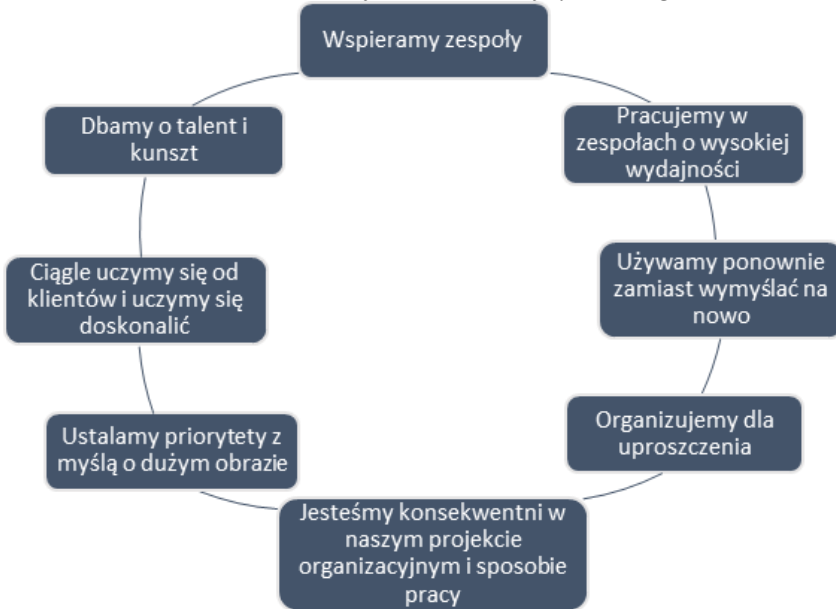 Wspieramy zespoły
Pracujemy w
zespołach o wysokiej
wydajności
Używamy ponownie
zamiast wymyślać na
nowo
Organizujemy dla
uproszczenia
Jesteśmy konsekwentni w
naszym projekcie
organizacyjnym i sposobie
pracy
Ustalamy priorytety z
myślą o dużym obrazie
Ciągle uczymy się od
klientów i uczymy się
doskonalić
Dbamy o talent i
kunszt